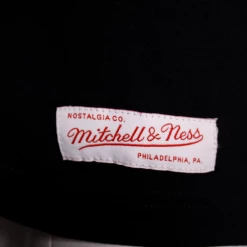 NOSTALGIA CO.
Mitchell & Ness
PHILADELPHIA, PA.